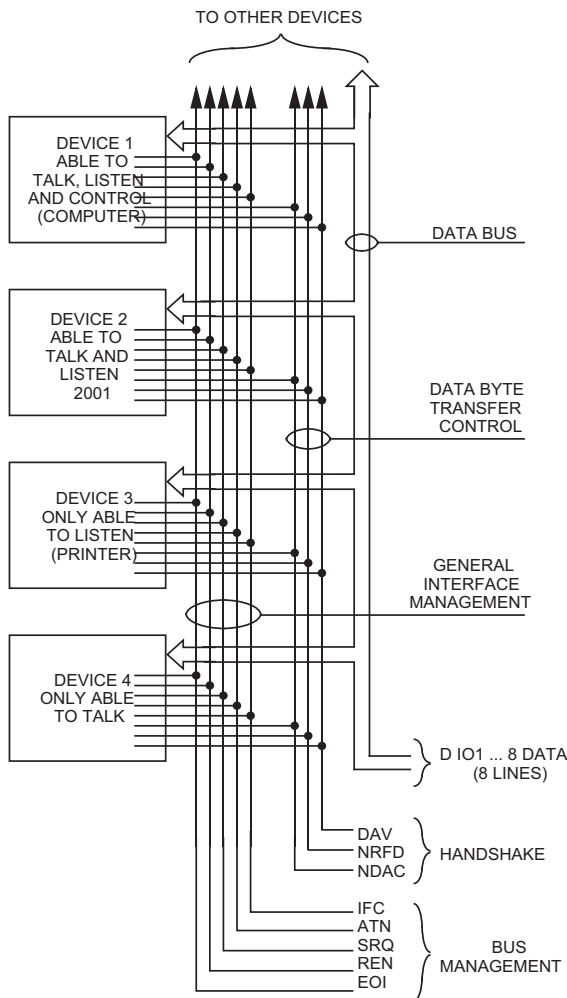 TO OTHER DEVICES
DEVICE 1
ABLE TO
TALK, LISTEN
AND CONTROL
(COMPUTER)
DATA BUS
DEVICE 2
ABLE TO
TALK AND
LISTEN
2001
DATA BYTE
TRANSFER
CONTROL
DEVICE 3
ONLY ABLE
TO LISTEN
(PRINTER)
GENERAL
INTERFACE
MANAGEMENT
DEVICE 4
ONLY ABLE
TO TALK
D IO1 ... 8 DATA
(8 LINES)
DAV
NRFD
NDAC
HANDSHAKE
IFC
ATN
SRQ
REN
EOI
BUS
MANAGEMENT